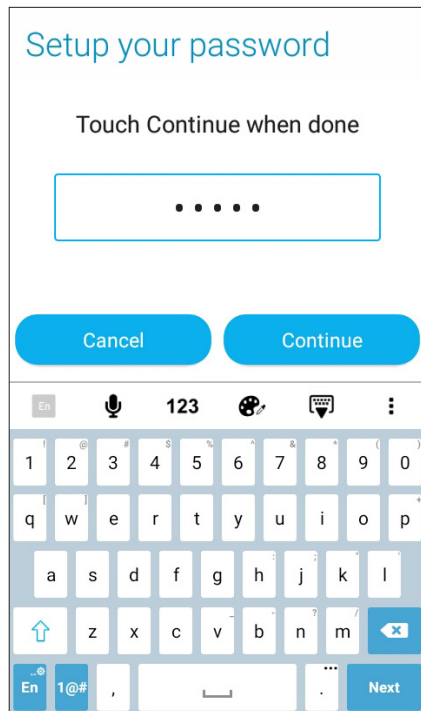 Setup your password
Touch Continue when done
•••••
Cancel Continue
En 123
! @ # $ % ^ & * ( )
1 2 3 4 5 6 7 8 9 0
[ ] +
q w e r t y u i o p
: ; " '
a s d f g h j k l
_ - ? /
z x c v b n m
En 1@# , . Next